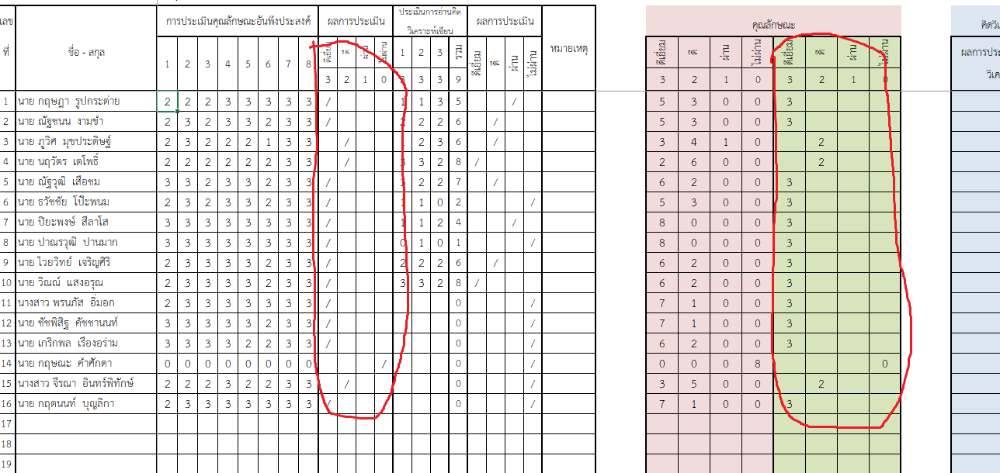 เลข
ที่
ชื่อ - สกุล
การประเมินคุณลักษณะอันพึงประสงค์
ผลการประเมิน
ประเมินการอ่านคิด
วิเคราะห์เขียน
ผลการประเมิน
หมายเหตุ
1 2 3 4 5 6 7 8 ดีเยี่ยม ดี ผ่าน ไม่ผ่าน 1 2 3 รวม ดีเยี่ยม ดี ผ่าน ไม่ผ่าน
3 2 1 0 3 3 3 9
คุณลักษณะ
ดีเยี่ยม ดี ผ่าน ไม่ผ่าน ดีเยี่ยม ดี ผ่าน ไม่ผ่าน
3 2 1 0 3 2 1 0
1 นาย กฤษฎา รูปกระต่าย 2 2 2 3 3 3 3 3 / 1 1 3 5 / 5 3 0 0 3
2 นาย ณัฐชนน งามขำ 2 3 2 3 3 2 3 3 / 2 2 2 6 / 5 3 0 0 3
3 นาย ภูวิศ มุขประดิษฐ์ 2 3 2 2 2 1 3 3 / 1 2 3 6 / 3 4 1 0 2
4 นาย นฤวัตร เตโพธิ์ 2 2 2 2 2 2 3 3 / 3 3 2 8 / 2 6 0 0 2
5 นาย ณัฐวุฒิ เสือชม 3 3 2 3 3 2 3 3 / 3 2 2 7 / 6 2 0 0 3
6 นาย ธวัชชัย โป๊ะพนม 2 3 2 3 3 2 3 3 / 1 1 0 2 / 5 3 0 0 3
7 นาย ปิยะพงษ์ สีลาโส 3 3 3 3 3 3 3 3 / 1 1 2 4 / 8 0 0 0 3
8 นาย ปาณรวุฒิ ปานมาก 3 3 3 3 3 3 3 3 / 0 1 0 1 / 8 0 0 0 3
9 นาย ไวยวิทย์ เจริญศิริ 2 3 3 3 3 2 3 3 / 2 2 2 6 / 6 2 0 0 3
10 นาย วิณณ์ แสงอรุณ 2 3 3 3 3 2 3 3 / 3 3 2 8 / 6 2 0 0 3
11 นางสาว พรนภัส อิ่มอก 2 3 3 3 3 3 3 3 / 0 / 7 1 0 0 3
12 นาย ชัชพิสิฐ คัชชานนท์ 3 3 3 3 3 2 3 3 / 0 / 7 1 0 0 3
13 นาย เกริกพล เรืองอร่าม 3 3 3 3 2 2 3 3 / 0 / 6 2 0 0 3
14 นาย กฤษณะ คำศักดา 0 0 0 0 0 0 0 0 / 0 / 0 0 0 8 0
15 นางสาว จีรณา อินทร์พิทักษ์ 2 2 2 3 2 2 3 3 / 0 / 3 5 0 0 2
16 นาย กฤตนนท์ บุญลิกา 2 3 3 3 3 3 3 3 / 0 / 7 1 0 0 3
17
18
19